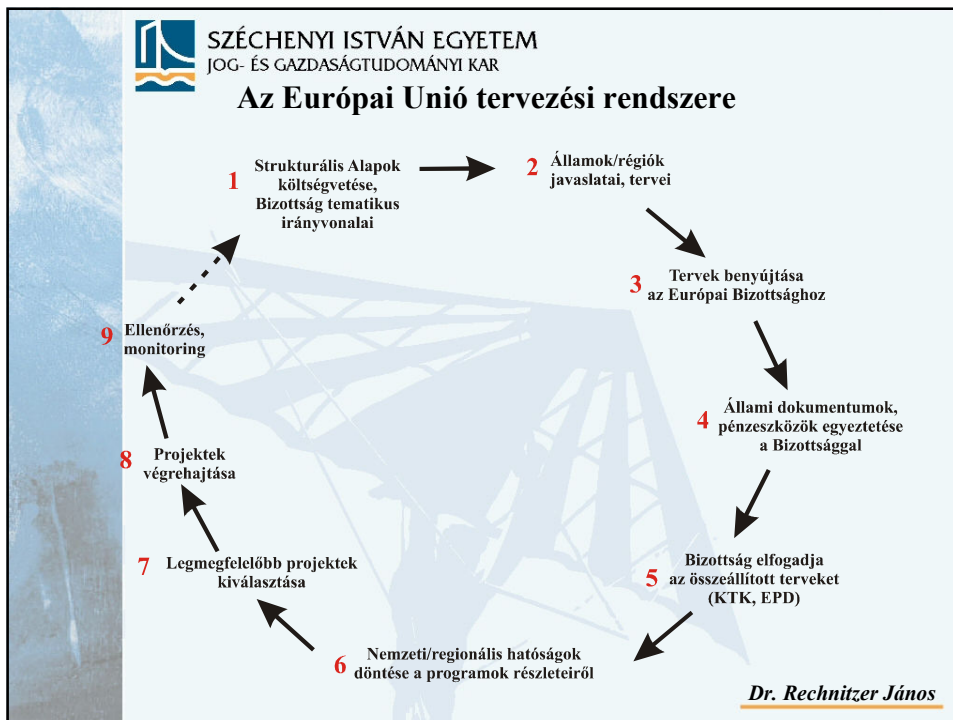 SZÉCHENYI ISTVÁN EGYETEM
JOG- ÉS GAZDASÁGTUDOMÁNYI KAR
Az Európai Unió tervezési rendszere
1 Strukturális Alapok
költségvetése,
Bizottság tematikus
irányvonalai
2 Államok/régiók
javaslatai, tervei
3 Tervek benyújtása
az Európai Bizottsághoz
4 Állami dokumentumok,
pénzeszközök egyeztetése
a Bizottsággal
5 Bizottság elfogadja
az összeállított terveket
(KTK, EPD)
6 Nemzeti/regionális hatóságok
döntése a programok részleteiről
7 Legmegfelelőbb projektek
kiválasztása
8 Projektek
végrehajtása
9 Ellenőrzés,
monitoring
Dr. Rechnitzer János